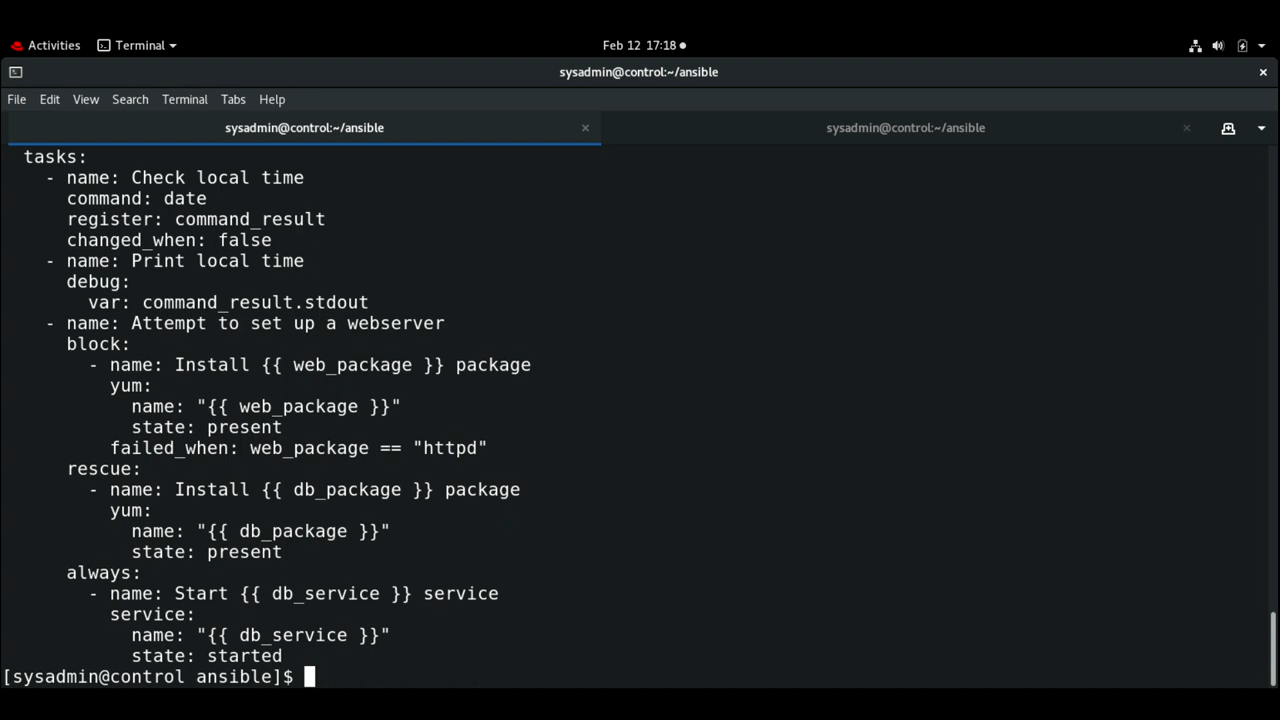 Activities Terminal Feb 12 17:18
sysadmin@control:~/ansible
File Edit View Search Terminal Tabs Help
sysadmin@control:~/ansible sysadmin@control:~/ansible
  tasks:
    - name: Check local time
      command: date
      register: command_result
      changed_when: false
    - name: Print local time
      debug:
        var: command_result.stdout
    - name: Attempt to set up a webserver
      block:
        - name: Install {{ web_package }} package
          yum:
            name: "{{ web_package }}"
            state: present
          failed_when: web_package == "httpd"
      rescue:
        - name: Install {{ db_package }} package
          yum:
            name: "{{ db_package }}"
            state: present
      always:
        - name: Start {{ db_service }} service
          service:
            name: "{{ db_service }}"
            state: started
[sysadmin@control ansible]$